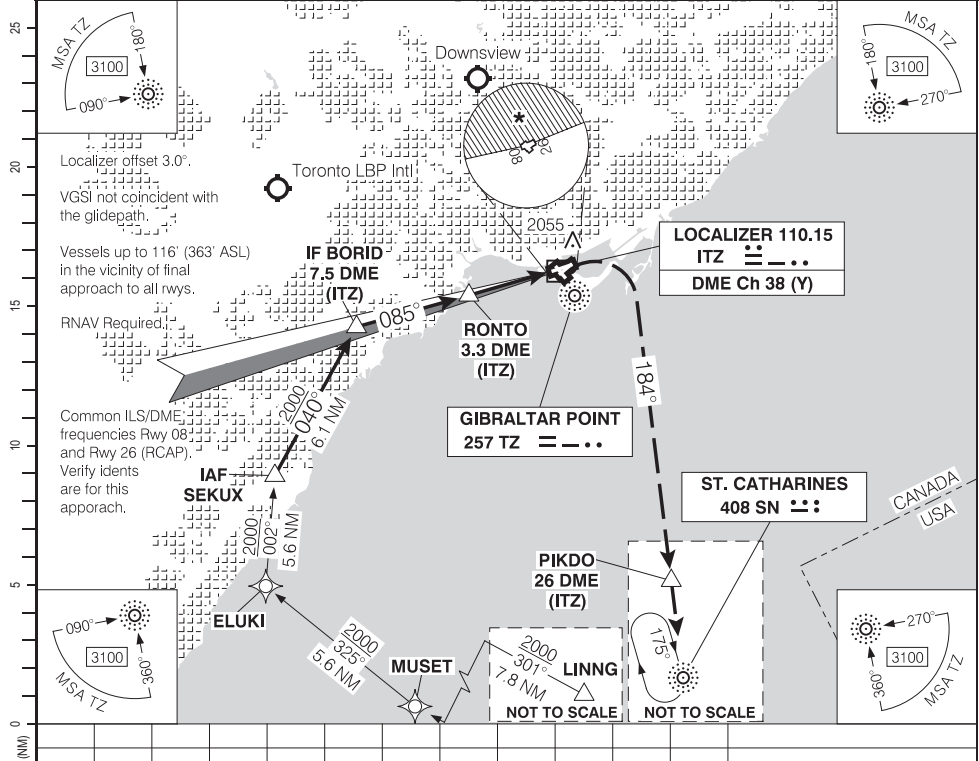 25
20
15
10
5
0
(NM)
MSA TZ
180°
3100
090°
MSA TZ
180°
3100
270°
Downsview
*
08
26
Localizer offset 3.0°.
VGSI not coincident with
the glidepath.
Vessels up to 116' (363' ASL)
in the vicinity of final
approach to all rwys.
RNAV Required.
Common ILS/DME
frequencies Rwy 08
and Rwy 26 (RCAP).
Verify idents
are for this
apporach.
Toronto LBP Intl
2055
LOCALIZER 110.15
ITZ
DME Ch 38 (Y)
IF BORID
7.5 DME
(ITZ)
085°
RONTO
3.3 DME
(ITZ)
184°
GIBRALTAR POINT
257 TZ
2000
040°
6.1 NM
IAF
SEKUX
2000
002°
5.6 NM
ELUKI
ST. CATHARINES
408 SN
CANADA
USA
PIKDO
26 DME
(ITZ)
175°
NOT TO SCALE
2000
325°
5.6 NM
MUSET
2000
301°
7.8 NM
LINNG
NOT TO SCALE
090°
3100
360°
MSA TZ
270°
3100
360°
MSA TZ